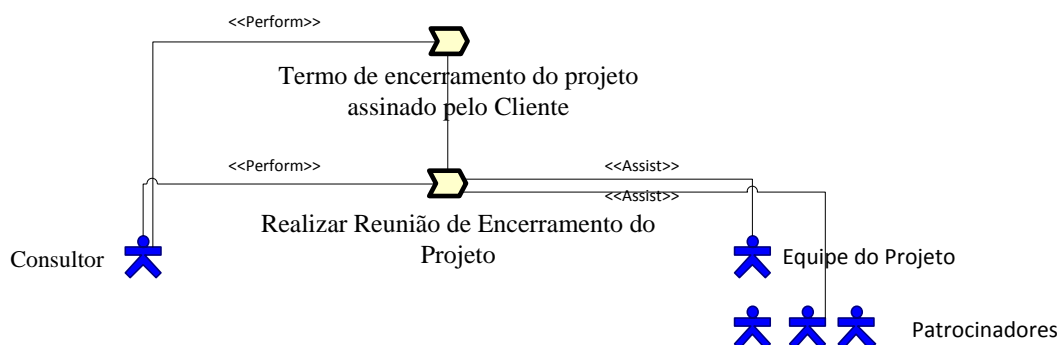 <<Perform>>
Termo de encerramento do projeto
assinado pelo Cliente
<<Perform>>
<<Assist>>
<<Assist>>
Realizar Reunião de Encerramento do
Projeto
Consultor
Equipe do Projeto
Patrocinadores